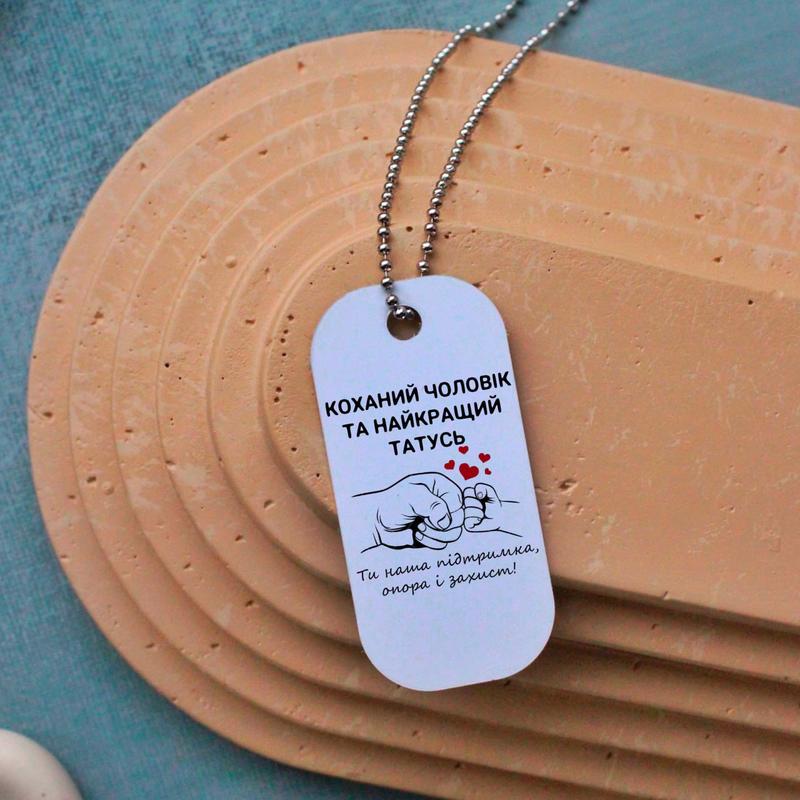 КОХАНИЙ ЧОЛОВІК
ТА НАЙКРАЩИЙ
ТАТУСЬ
Ти наша підтримка,
опора і захист!